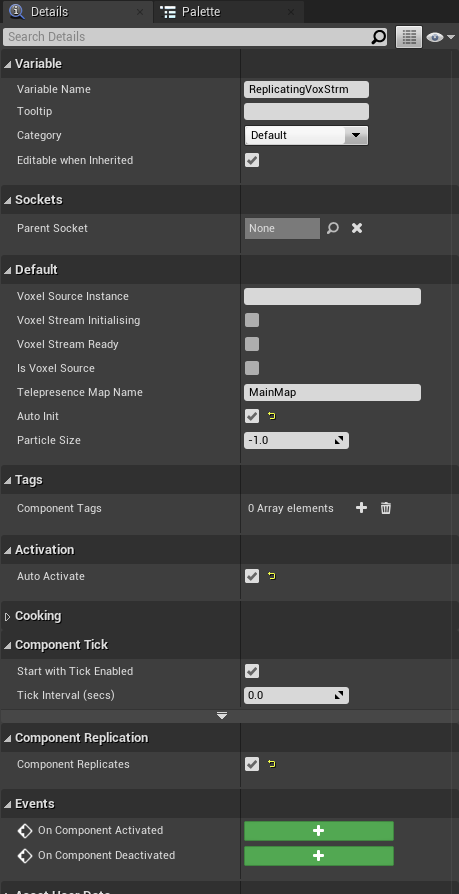 Details
Palette
Search Details
Variable
Variable Name ReplicatingVoxStrm
Tooltip
Category Default
Editable when Inherited
Sockets
Parent Socket None
Default
Voxel Source Instance
Voxel Stream Initialising
Voxel Stream Ready
Is Voxel Source
Telepresence Map Name MainMap
Auto Init
Particle Size -1.0
Tags
Component Tags 0 Array elements
Activation
Auto Activate
Cooking
Component Tick
Start with Tick Enabled
Tick Interval (secs) 0.0
Component Replication
Component Replicates
Events
On Component Activated
On Component Deactivated
Asset User Data